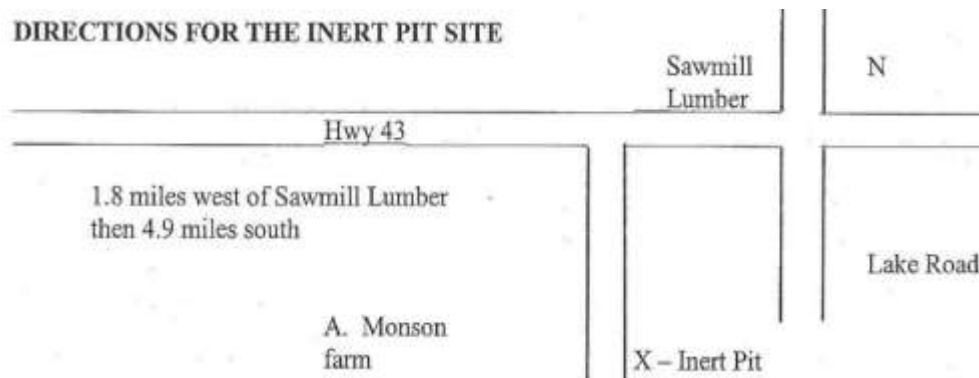 DIRECTIONS FOR THE INERT PIT SITE
Sawmill
Lumber
N
Hwy 43
1.8 miles west of Sawmill Lumber
then 4.9 miles south
Lake Road
A. Monson
farm
X – Inert Pit